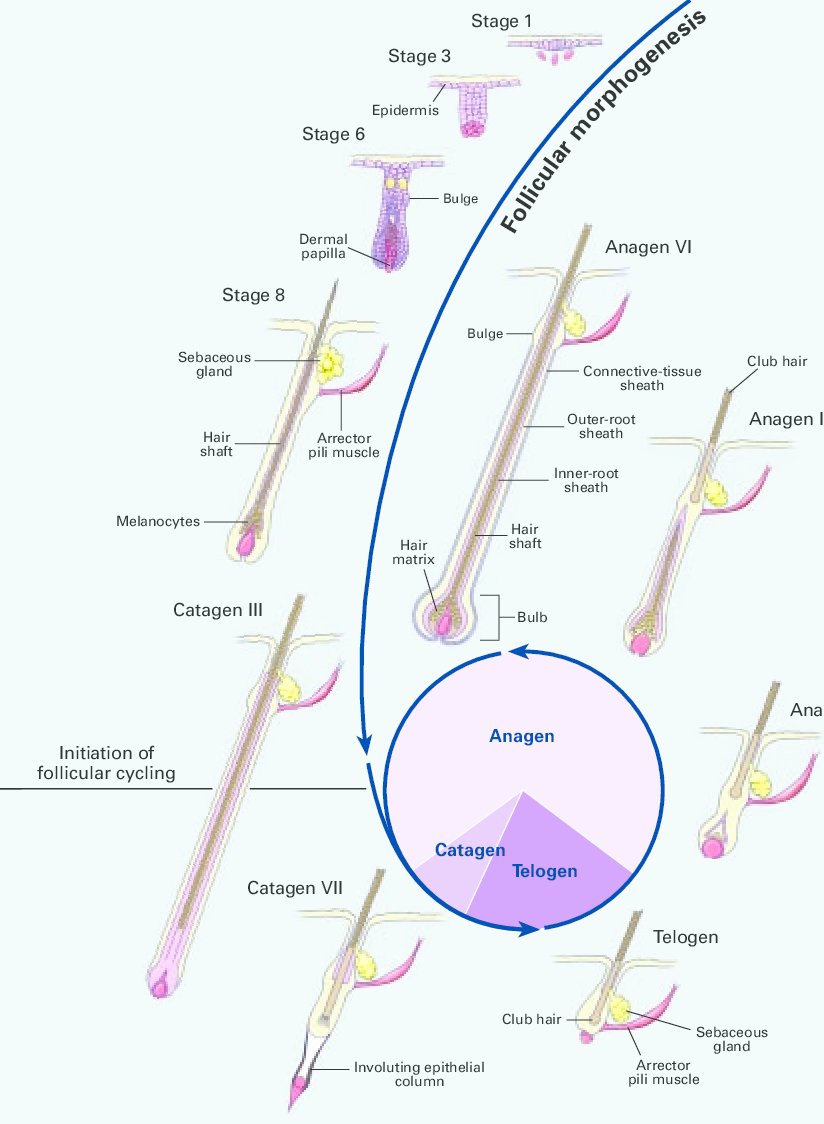 Stage 1
Stage 3
Epidermis
Stage 6
Bulge
Dermal
papilla
Follicular morphogenesis
Stage 8
Sebaceous
gland
Hair
shaft
Arrector
pili muscle
Melanocytes
Anagen VI
Bulge
Connective-tissue
sheath
Outer-root
sheath
Inner-root
sheath
Hair
shaft
Hair
matrix
Bulb
Club hair
Anagen I
Catagen III
Initiation of
follicular cycling
Anagen
Catagen
Telogen
Ana
Catagen VII
Involuting epithelial
column
Telogen
Club hair
Sebaceous
gland
Arrector
pili muscle